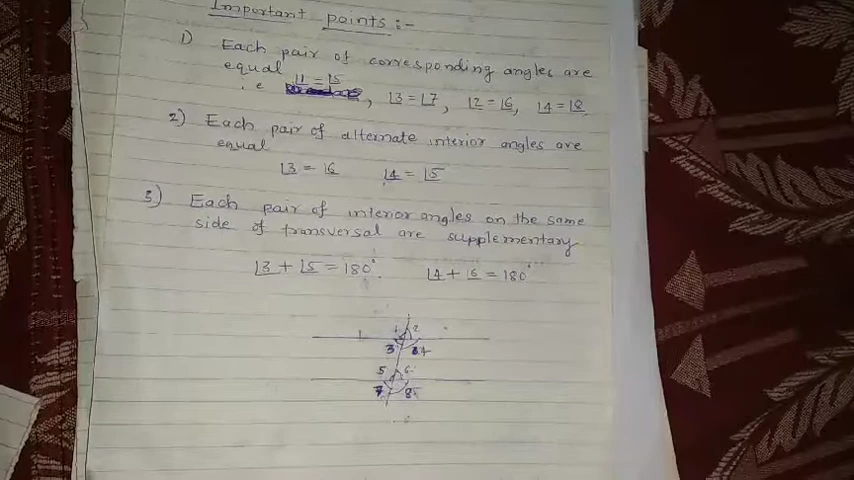 Important points :-
1) Each pair of corresponding angles are
equal ∠1 = ∠5
i.e , ∠3 = ∠7 , ∠2 = ∠6, ∠4 = ∠8.
2) Each pair of alternate interior angles are
equal
∠3 = ∠6 ∠4 = ∠5
3) Each pair of interior angles on the same
side of transversal are supplementary
∠3 + ∠5 = 180°. ∠4 + ∠6 = 180°
1 2
3 4
5 6
7 8